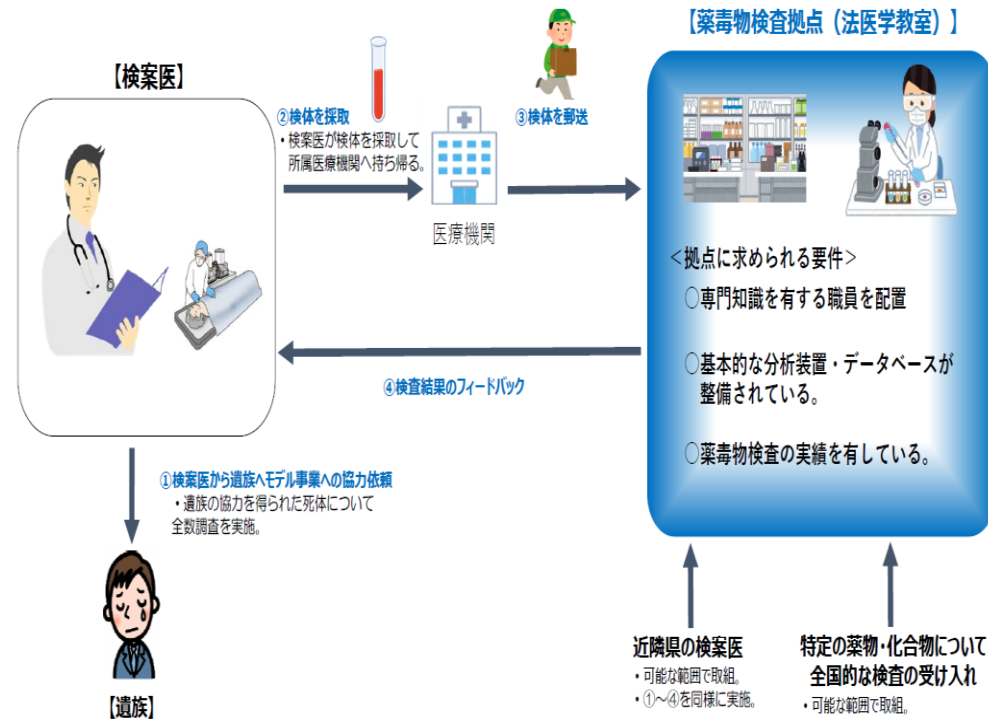 【検案医】
②検体を採取
・検案医が検体を採取して
所属医療機関へ持ち帰る。
医療機関
③検体を郵送
【薬毒物検査拠点（法医学教室）】
＜拠点に求められる要件＞
○専門知識を有する職員を配置
○基本的な分析装置・データベースが
整備されている。
○薬毒物検査の実績を有している。
④検査結果のフィードバック
①検案医から遺族へモデル事業への協力依頼
・遺族の協力を得られた死体について
全数調査を実施。
【遺族】
近隣県の検案医
・可能な範囲で取組。
・①～④を同様に実施。
特定の薬物・化合物について
全国的な検査の受け入れ
・可能な範囲で取組。